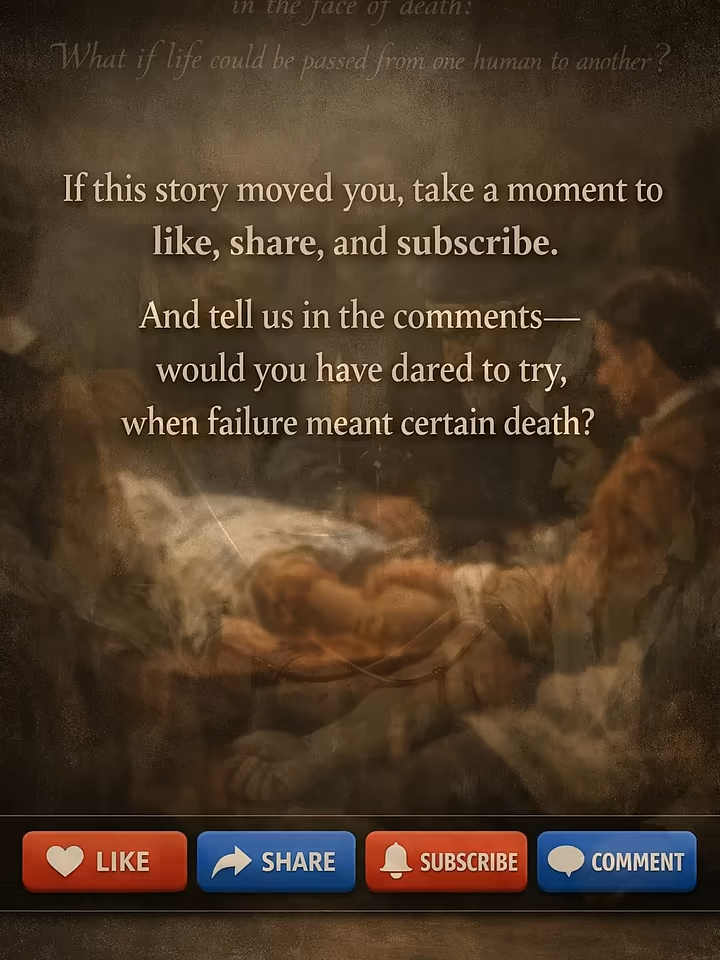 in the face of death:
What if life could be passed from one human to another?
If this story moved you, take a moment to
like, share, and subscribe.
And tell us in the comments—
would you have dared to try,
when failure meant certain death?
LIKE
SHARE
SUBSCRIBE
COMMENT